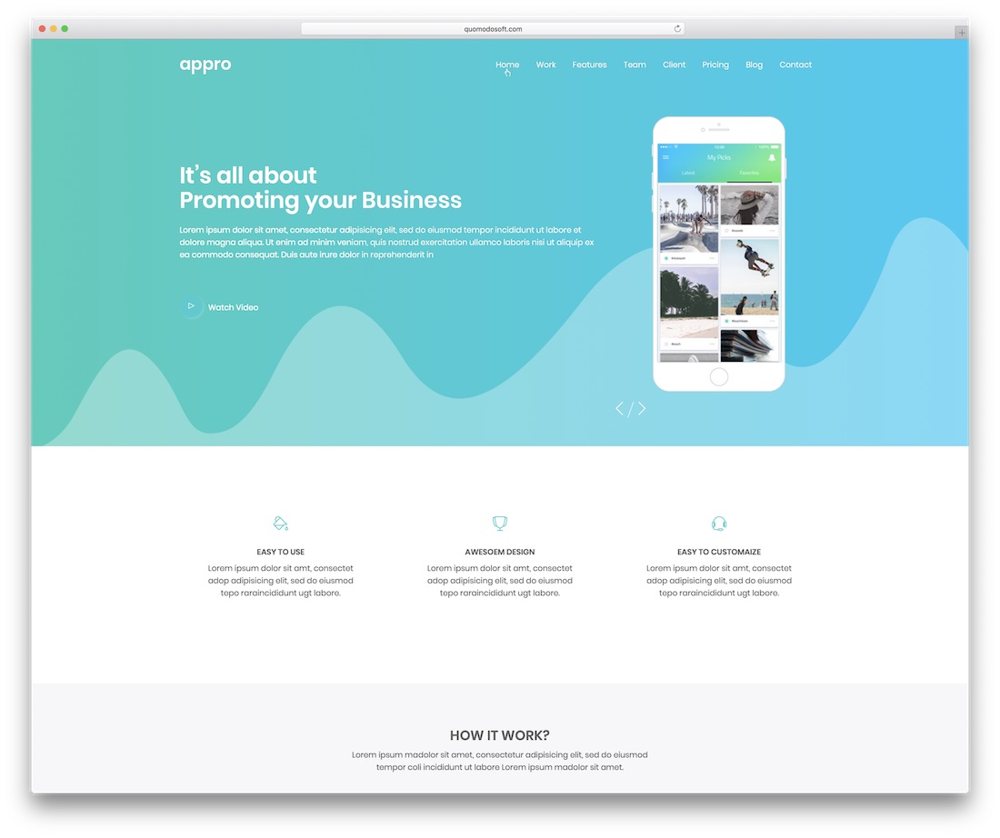 quomodosoft.com
appro
Home Work Features Team Client Pricing Blog Contact
It's all about
Promoting your Business
Lorem ipsum dolor sit amet, consectetur adipisicing elit, sed do eiusmod tempor incididunt ut labore et
dolore magna aliqua. Ut enim ad minim veniam, quis nostrud exercitation ullamco laboris nisi ut aliquip ex
ea commodo consequat. Duis aute irure dolor in reprehenderit in
Watch Video
My Picks
Latest Favorites
EASY TO USE
Lorem ipsum dolor sit amt, consectet
adop adipisicing elit, sed do eiusmod
tepo raraincididunt ugt labore.
AWESOEM DESIGN
Lorem ipsum dolor sit amt, consectet
adop adipisicing elit, sed do eiusmod
tepo raraincididunt ugt labore.
EASY TO CUSTOMAIZE
Lorem ipsum dolor sit amt, consectet
adop adipisicing elit, sed do eiusmod
tepo raraincididunt ugt labore.
HOW IT WORK?
Lorem ipsum madolor sit amet, consectetur adipisicing elit, sed do eiusmod
tempor coli incididunt ut labore Lorem ipsum madolor sit amet.